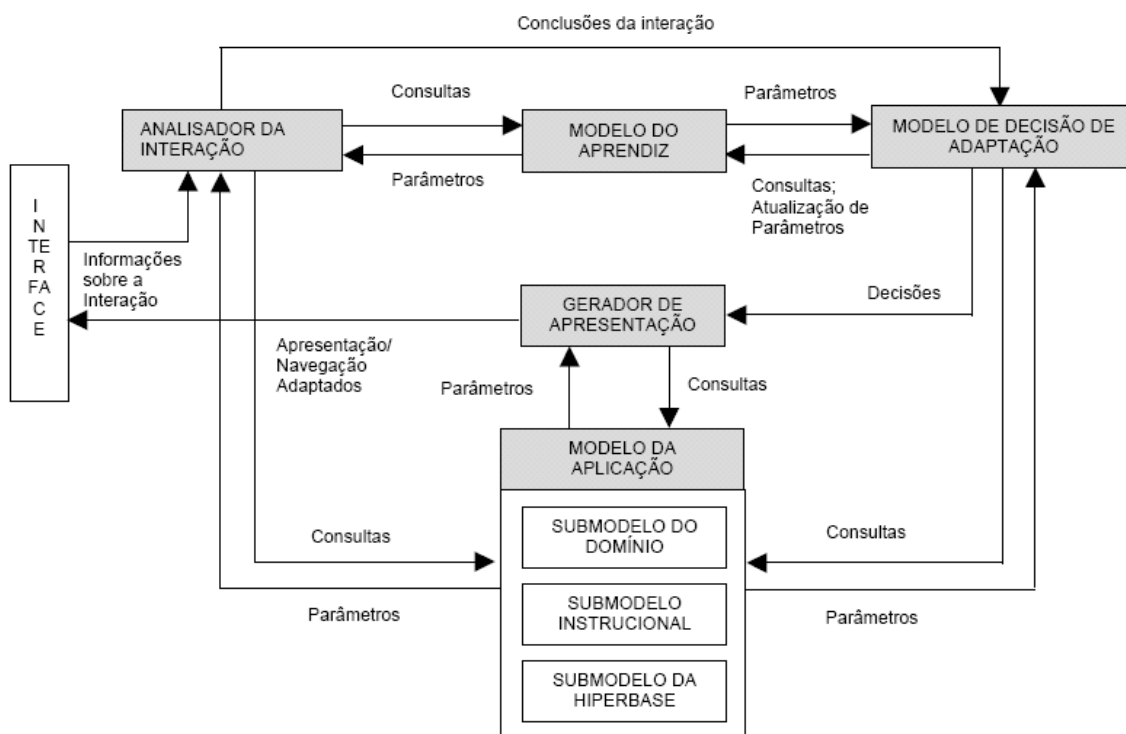 Conclusões da interação
Consultas
Parâmetros
ANALISADOR DA
INTERAÇÃO
MODELO DO
APRENDIZ
MODELO DE DECISÃO DE
ADAPTAÇÃO
Parâmetros
Consultas;
Atualização de
Parâmetros
I
N
TE
R
FA
C
E
Informações
sobre a
Interação
GERADOR DE
APRESENTAÇÃO
Decisões
Apresentação/
Navegação
Adaptados
Parâmetros
Consultas
MODELO DA
APLICAÇÃO
SUBMODELO DO
DOMÍNIO
Consultas
Consultas
SUBMODELO
INSTRUCIONAL
Parâmetros
Parâmetros
SUBMODELO DA
HIPERBASE